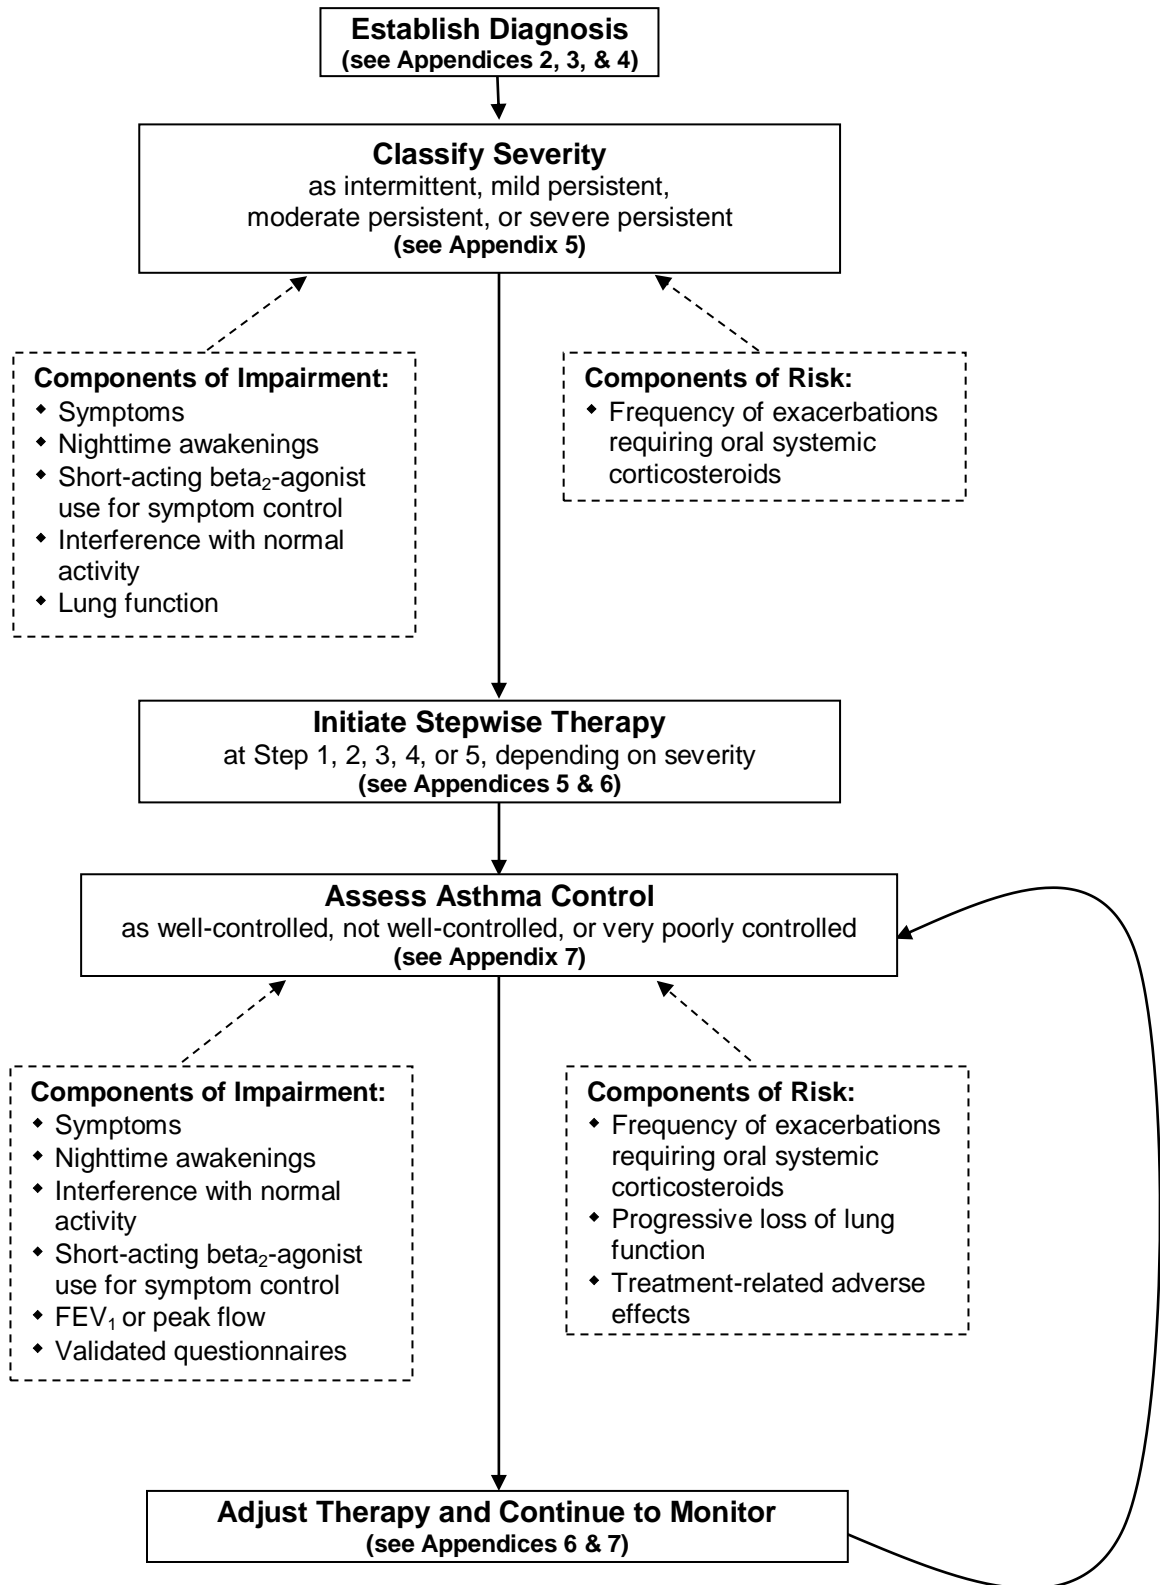 Establish Diagnosis
(see Appendices 2, 3, & 4)
Classify Severity
as intermittent, mild persistent,
moderate persistent, or severe persistent
(see Appendix 5)
Components of Impairment:
Symptoms
Nighttime awakenings
Short-acting beta₂-agonist
use for symptom control
Interference with normal
activity
Lung function
Components of Risk:
Frequency of exacerbations
requiring oral systemic
corticosteroids
Initiate Stepwise Therapy
at Step 1, 2, 3, 4, or 5, depending on severity
(see Appendices 5 & 6)
Assess Asthma Control
as well-controlled, not well-controlled, or very poorly controlled
(see Appendix 7)
Components of Impairment:
Symptoms
Nighttime awakenings
Interference with normal
activity
Short-acting beta₂-agonist
use for symptom control
FEV₁ or peak flow
Validated questionnaires
Components of Risk:
Frequency of exacerbations
requiring oral systemic
corticosteroids
Progressive loss of lung
function
Treatment-related adverse
effects
Adjust Therapy and Continue to Monitor
(see Appendices 6 & 7)